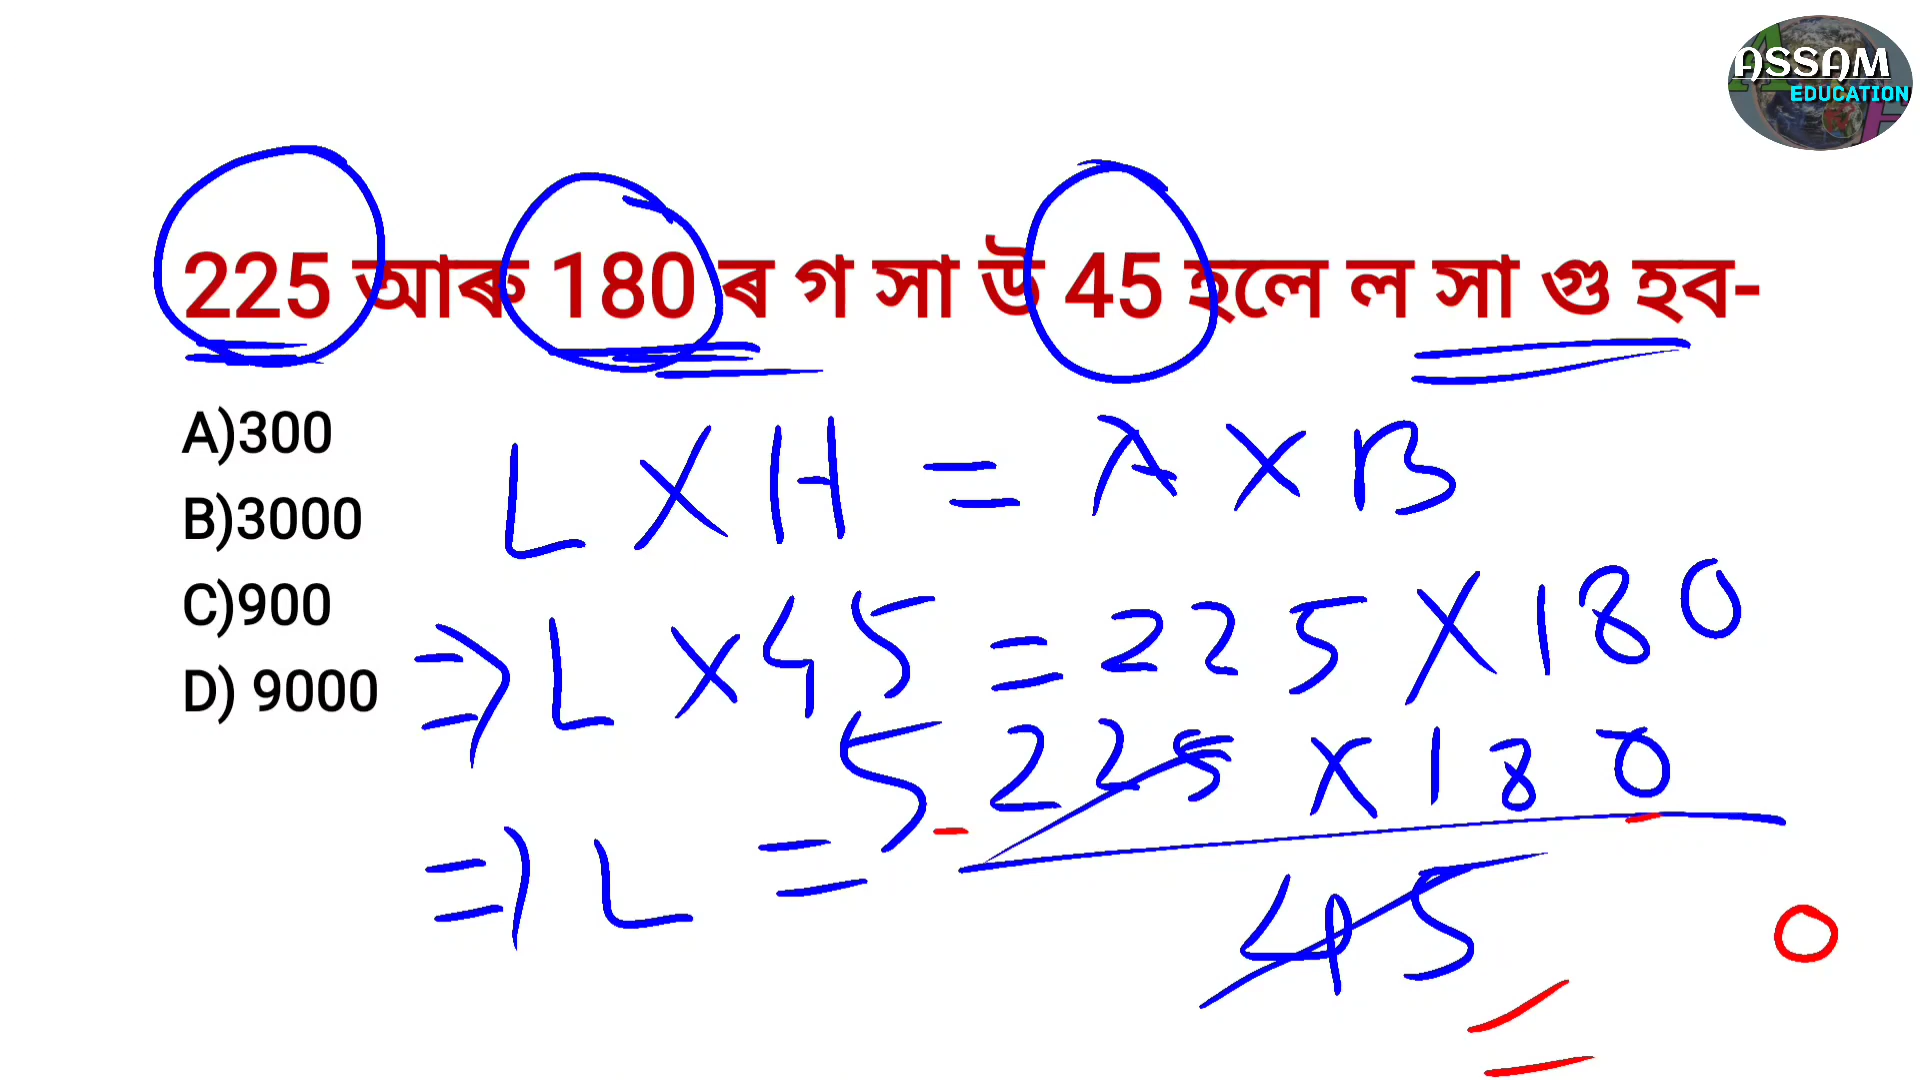 ASSAM
EDUCATION
225 আৰু 180 ৰ গ সা উ 45 হলে ল সা গু হব-
A)300
B)3000
C)900
D) 9000
L X H = A X B
⇒ L X 45 = 225 X 180
⇒ L = 5 225 X 180
45
0